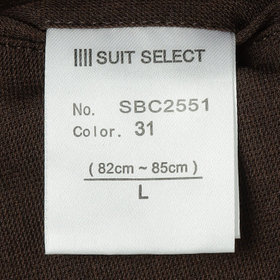 SUIT SELECT
No. SBC2551
Color. 31
(82cm ~ 85cm)
L